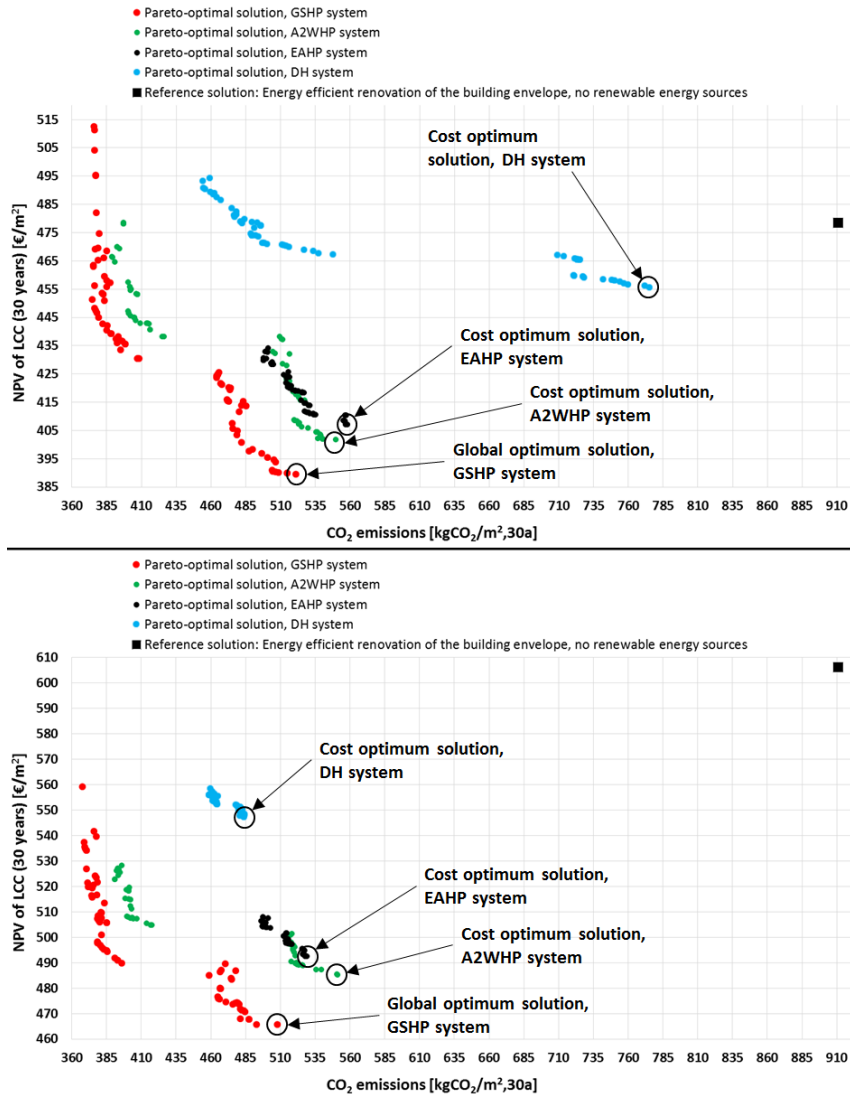 Pareto-optimal solution, GSHP system
Pareto-optimal solution, A2WHP system
Pareto-optimal solution, EAHP system
Pareto-optimal solution, DH system
Reference solution: Energy efficient renovation of the building envelope, no renewable energy sources
NPV of LCC (30 years) [€/m²]
515
505
495
485
475
465
455
445
435
425
415
405
395
385
Cost optimum
solution, DH system
Cost optimum solution,
EAHP system
Cost optimum solution,
A2WHP system
Global optimum solution,
GSHP system
360 385 410 435 460 485 510 535 560 585 610 635 660 685 710 735 760 785 810 835 860 885 910
CO₂ emissions [kgCO₂/m²,30a]
Pareto-optimal solution, GSHP system
Pareto-optimal solution, A2WHP system
Pareto-optimal solution, EAHP system
Pareto-optimal solution, DH system
Reference solution: Energy efficient renovation of the building envelope, no renewable energy sources
NPV of LCC (30 years) [€/m²]
610
600
590
580
570
560
550
540
530
520
510
500
490
480
470
460
Cost optimum solution,
DH system
Cost optimum solution,
EAHP system
Cost optimum solution,
A2WHP system
Global optimum solution,
GSHP system
360 385 410 435 460 485 510 535 560 585 610 635 660 685 710 735 760 785 810 835 860 885 910
CO₂ emissions [kgCO₂/m²,30a]